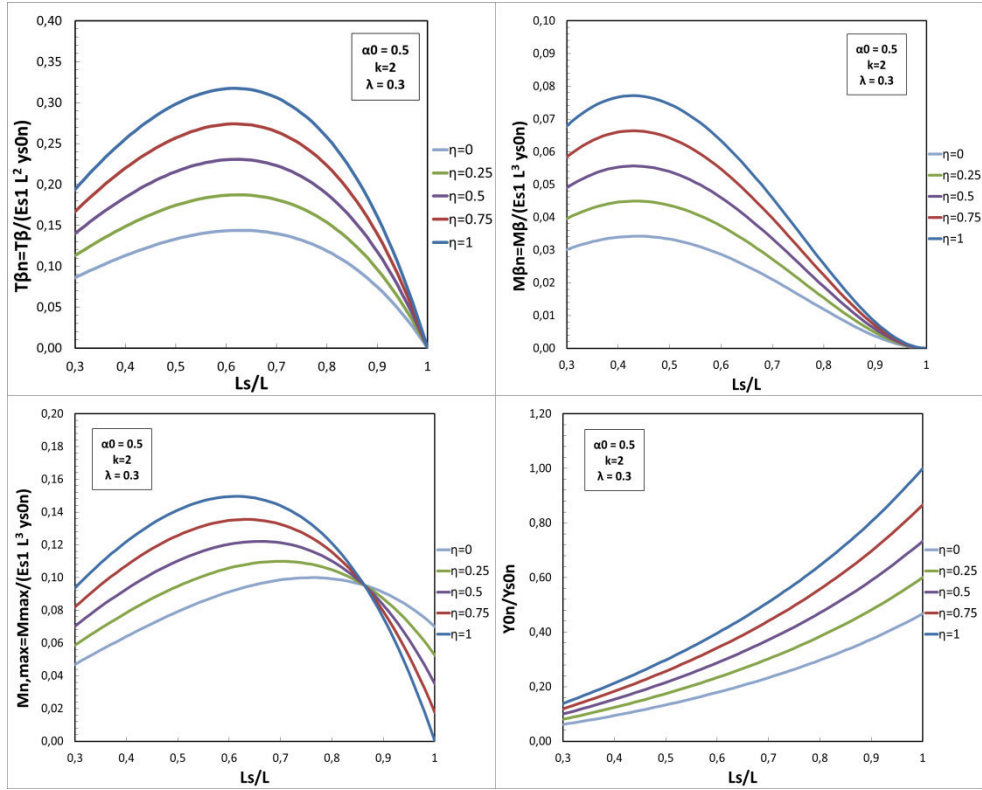 Tβn=Tβ/(Es1 L² ys0n)
0,40
0,35
0,30
0,25
0,20
0,15
0,10
0,05
0,00
0,3 0,4 0,5 0,6 0,7 0,8 0,9 1
Ls/L
α0 = 0.5
k=2
λ = 0.3
η=0
η=0.25
η=0.5
η=0.75
η=1
Mβn=Mβ/(Es1 L³ ys0n)
0,10
0,09
0,08
0,07
0,06
0,05
0,04
0,03
0,02
0,01
0,00
0,3 0,4 0,5 0,6 0,7 0,8 0,9 1
Ls/L
α0 = 0.5
k=2
λ = 0.3
η=0
η=0.25
η=0.5
η=0.75
η=1
Mn,max=Mmax/(Es1 L³ ys0n)
0,20
0,18
0,16
0,14
0,12
0,10
0,08
0,06
0,04
0,02
0,00
0,3 0,4 0,5 0,6 0,7 0,8 0,9 1
Ls/L
α0 = 0.5
k=2
λ = 0.3
η=0
η=0.25
η=0.5
η=0.75
η=1
Y0n/Ys0n
1,20
1,00
0,80
0,60
0,40
0,20
0,00
0,3 0,4 0,5 0,6 0,7 0,8 0,9 1
Ls/L
α0 = 0.5
k=2
λ = 0.3
η=0
η=0.25
η=0.5
η=0.75
η=1